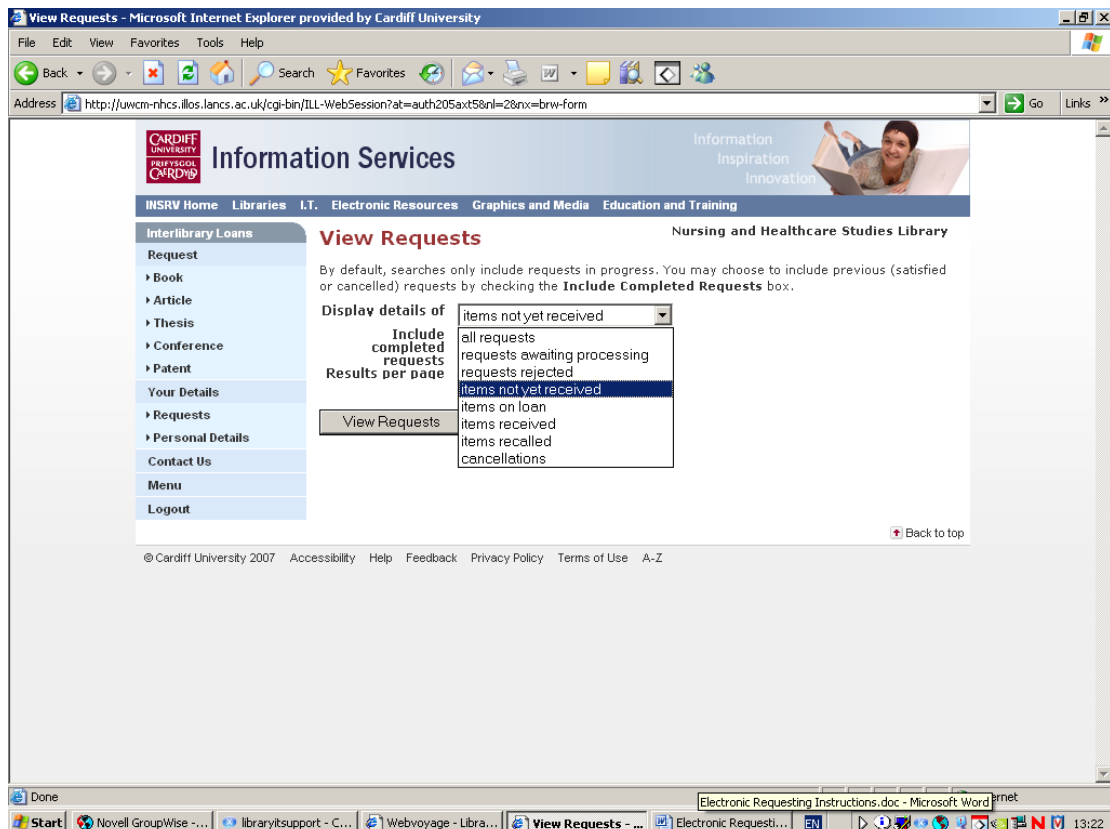 View Requests - Microsoft Internet Explorer provided by Cardiff University
File Edit View Favorites Tools Help
Back Search Favorites
Address http://uwcm-nhcs.illos.lancs.ac.uk/cgi-bin/ILL-WebSession?at=auth205axt5&nl=2&nx=brw-form Go Links »
CARDIFF
UNIVERSITY
PRIFYSGOL
CAERDYDD
Information Services
Information
Inspiration
Innovation
INSRV Home Libraries I.T. Electronic Resources Graphics and Media Education and Training
Interlibrary Loans
Request
Book
Article
Thesis
Conference
Patent
Your Details
Requests
Personal Details
Contact Us
Menu
Logout
View Requests
Nursing and Healthcare Studies Library
By default, searches only include requests in progress. You may choose to include previous (satisfied
or cancelled) requests by checking the Include Completed Requests box.
Display details of items not yet received
Include
completed
requests
Results per page
all requests
requests awaiting processing
requests rejected
items not yet received
items on loan
items received
items recalled
cancellations
View Requests
Back to top
© Cardiff University 2007 Accessibility Help Feedback Privacy Policy Terms of Use A-Z
Done
Electronic Requesting Instructions.doc - Microsoft Word
ernet
Start Novell GroupWise -... libraryitsupport - C... Webvoyage - Libra... View Requests - ... Electronic Requesti... EN 13:22